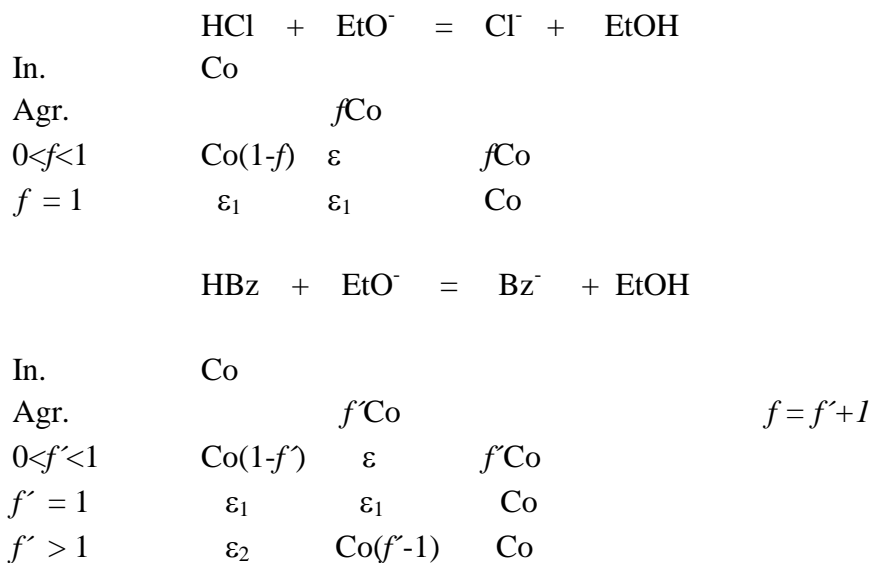 HCl + EtO⁻ = Cl⁻ + EtOH
In. Co
Agr. fCo
0<f<1 Co(1-f) ε fCo
f = 1 ε₁ ε₁ Co
HBz + EtO⁻ = Bz⁻ + EtOH
In. Co
Agr. f´Co f = f´+1
0<f´<1 Co(1-f´) ε f´Co
f´ = 1 ε₁ ε₁ Co
f´ > 1 ε₂ Co(f´-1) Co